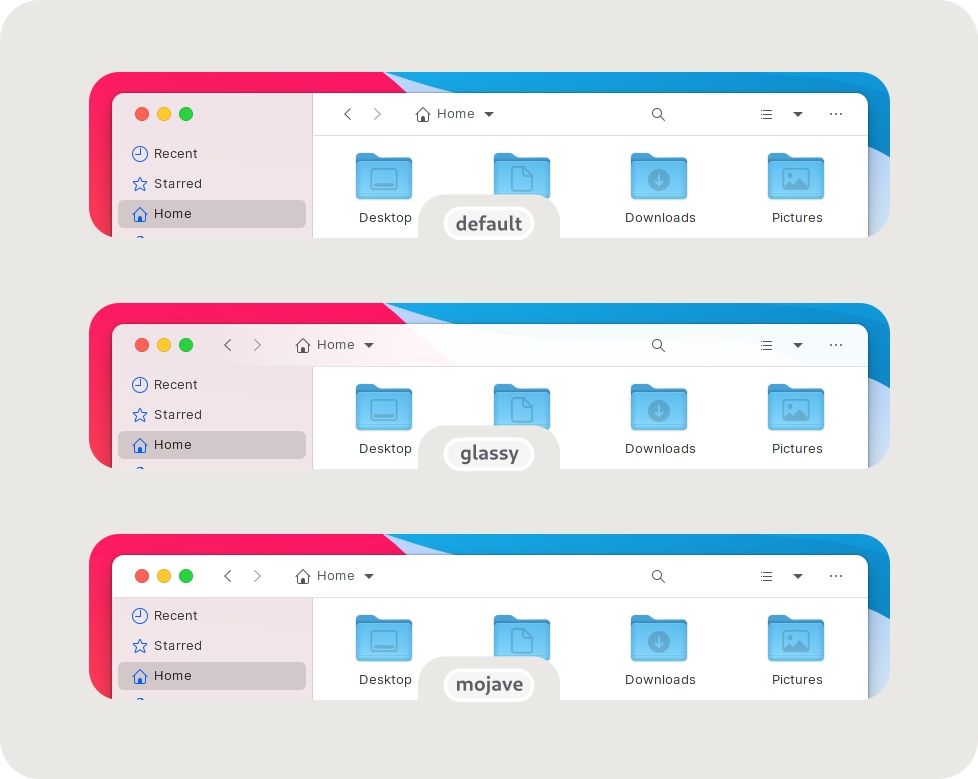 Home
Recent
Starred
Home
Desktop
Downloads
Pictures
default
Home
Recent
Starred
Home
Desktop
Downloads
Pictures
glassy
Home
Recent
Starred
Home
Desktop
Downloads
Pictures
mojave